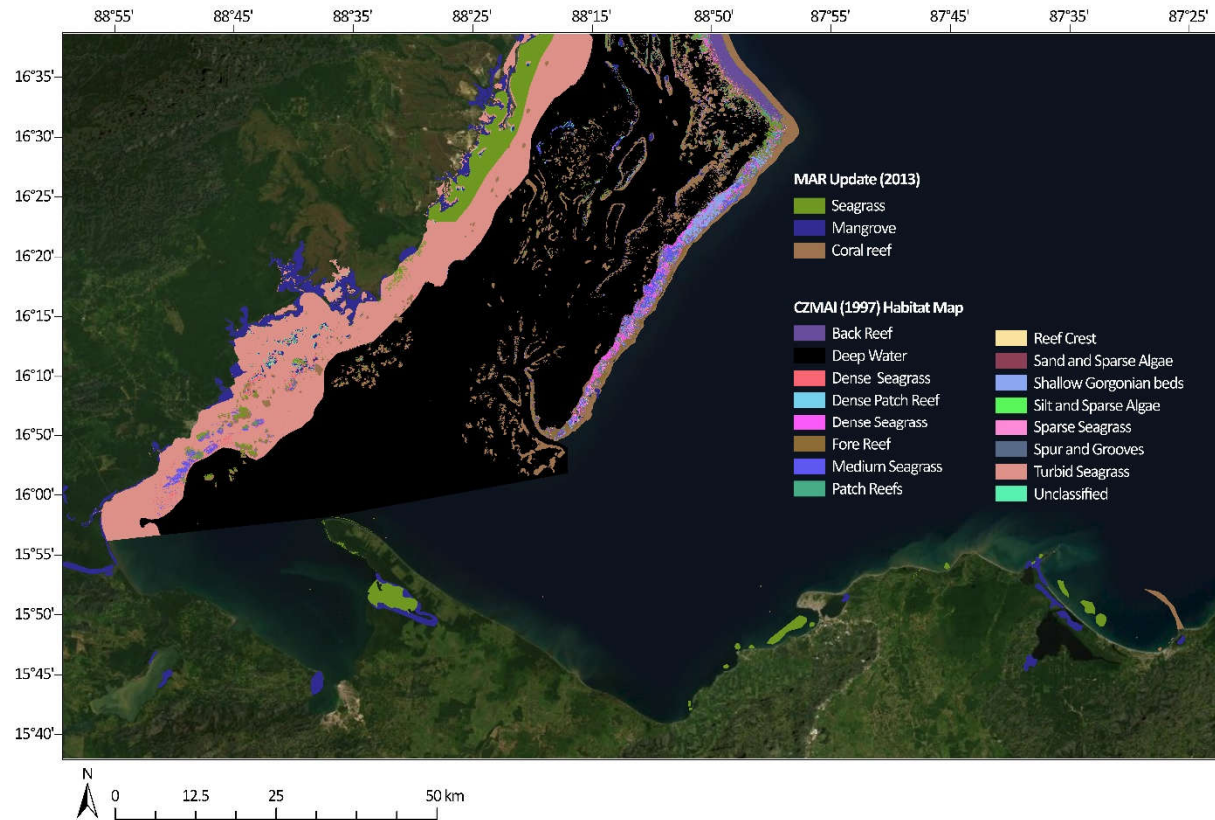 88°55' 88°45' 88°35' 88°25' 88°15' 88°50' 87°55' 87°45' 87°35' 87°25'
16°35'
16°30'
16°25'
16°20'
16°15'
16°10'
16°50'
16°00'
15°55'
15°50'
15°45'
15°40'
MAR Update (2013)
Seagrass
Mangrove
Coral reef
CZMAI (1997) Habitat Map
Back Reef
Deep Water
Dense Seagrass
Dense Patch Reef
Dense Seagrass
Fore Reef
Medium Seagrass
Patch Reefs
Reef Crest
Sand and Sparse Algae
Shallow Gorgonian beds
Silt and Sparse Algae
Sparse Seagrass
Spur and Grooves
Turbid Seagrass
Unclassified
N
0 12.5 25 50 km